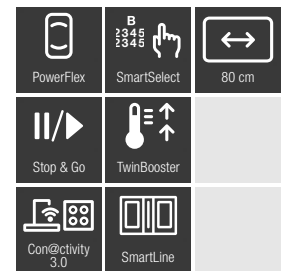 B
2345
2345
PowerFlex
SmartSelect
80 cm
Stop & Go
TwinBooster
Con@ctivity
3.0
SmartLine